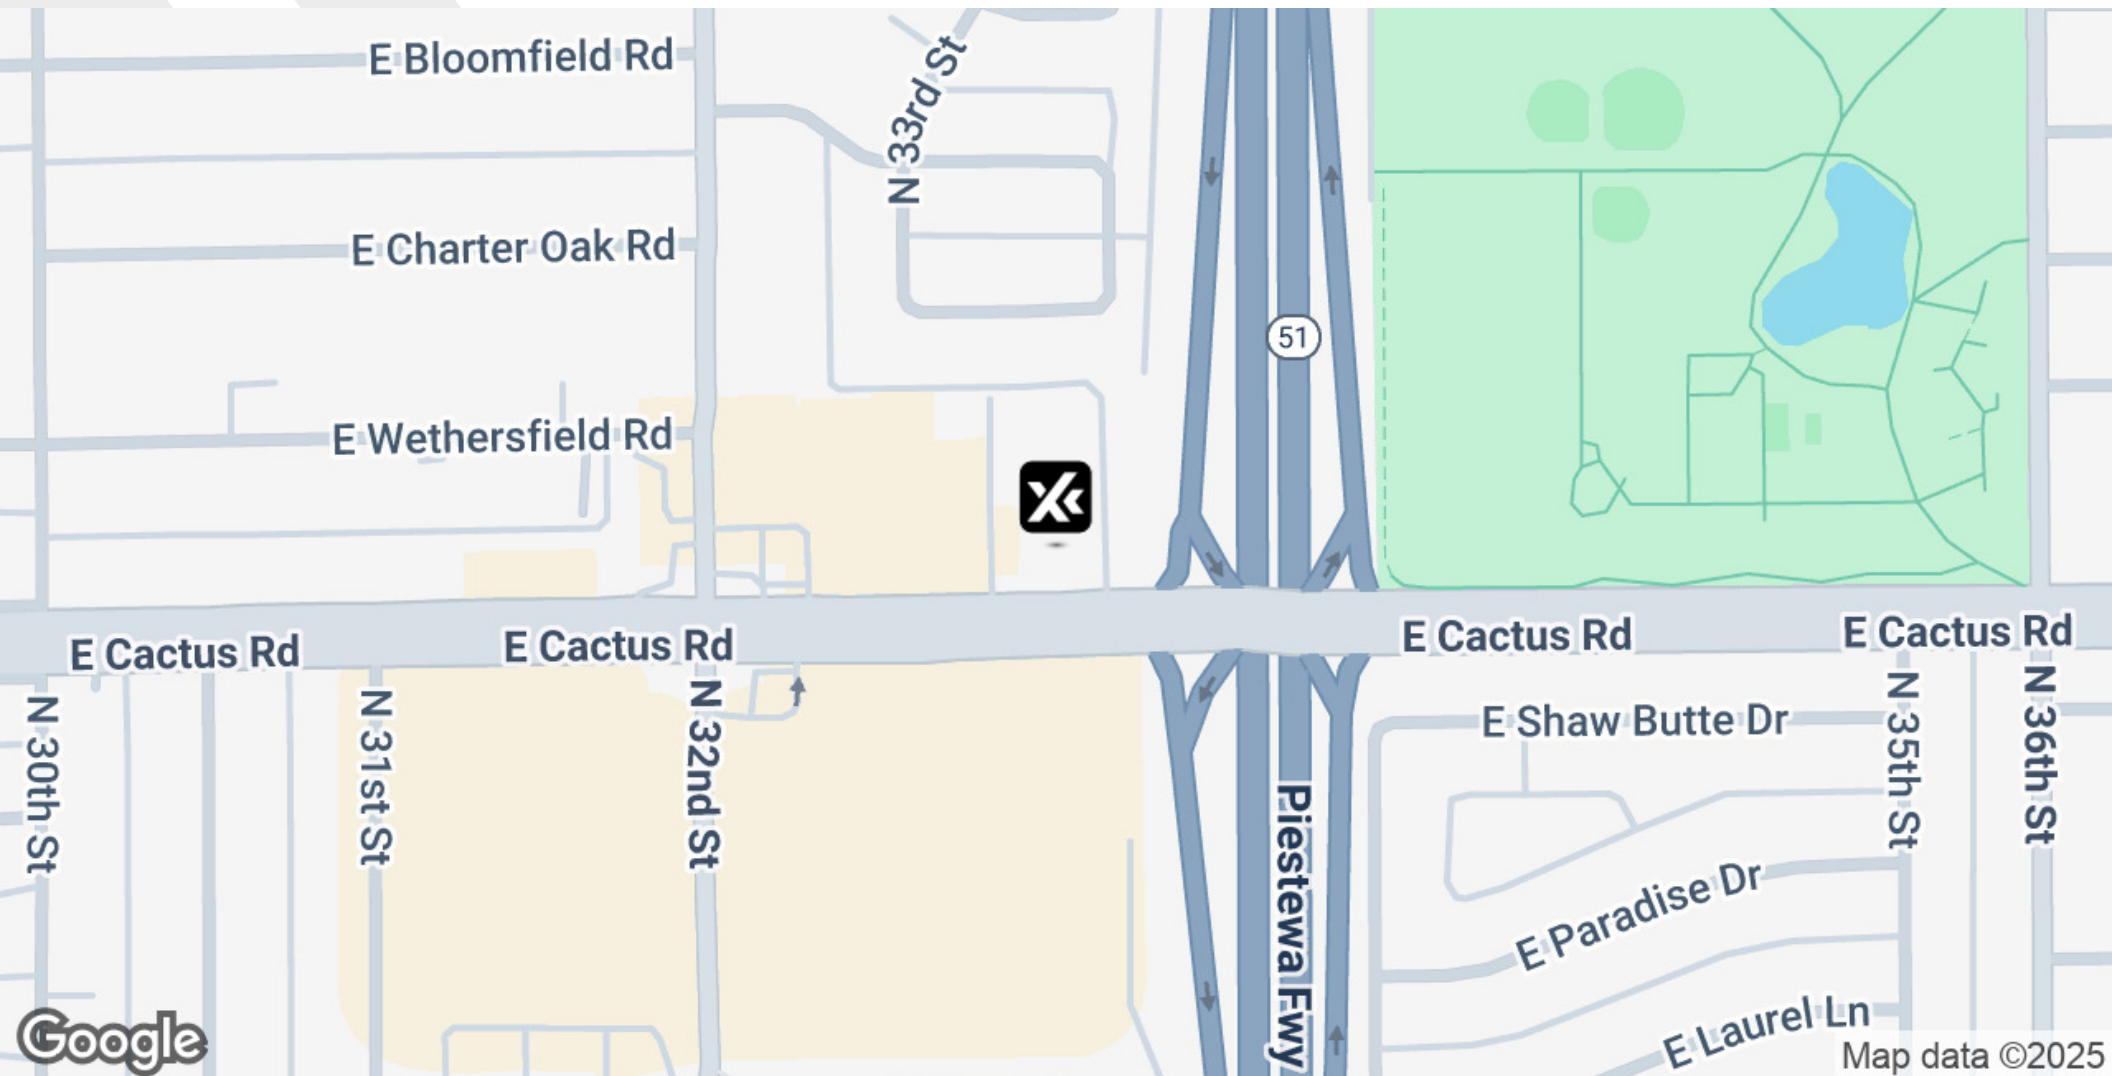 E Bloomfield Rd
N 33rd St
E Charter Oak Rd
51
E Wethersfield Rd
E Cactus Rd
E Cactus Rd
E Cactus Rd
E Cactus Rd
N 30th St
N 31st St
N 32nd St
Piestewa Fwy
E Shaw Butte Dr
N 35th St
N 36th St
E Paradise Dr
E Laurel Ln
Google
Map data ©2025